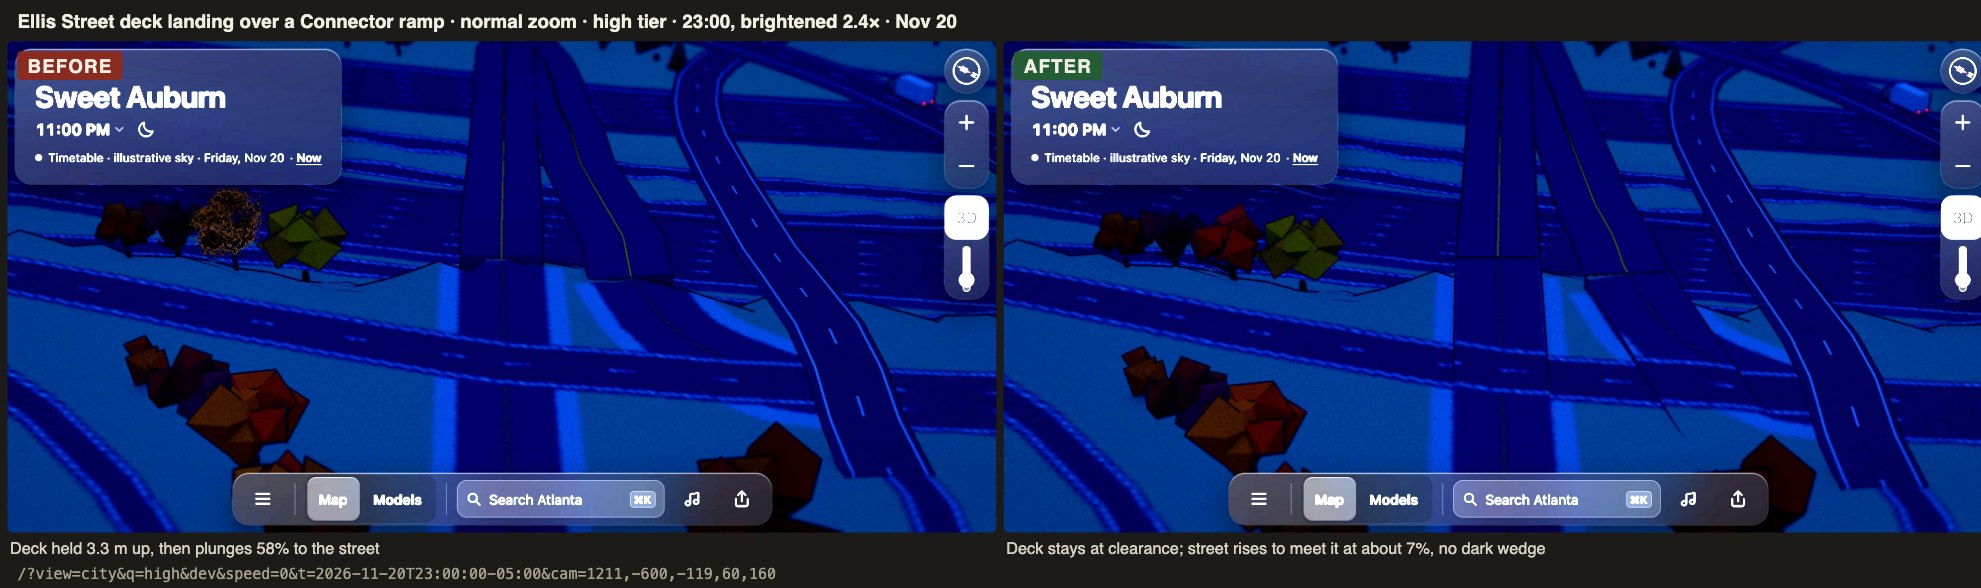 Ellis Street deck landing over a Connector ramp · normal zoom · high tier · 23:00, brightened 2.4× · Nov 20
BEFORE
Sweet Auburn
11:00 PM
Timetable · illustrative sky · Friday, Nov 20 · Now
+
−
3D
Map
Models
Search Atlanta
⌘K
Deck held 3.3 m up, then plunges 58% to the street
AFTER
Sweet Auburn
11:00 PM
Timetable · illustrative sky · Friday, Nov 20 · Now
+
−
3D
Map
Models
Search Atlanta
⌘K
Deck stays at clearance; street rises to meet it at about 7%, no dark wedge
/?view=city&q=high&dev&speed=0&t=2026-11-20T23:00:00-05:00&cam=1211,-600,-119,60,160